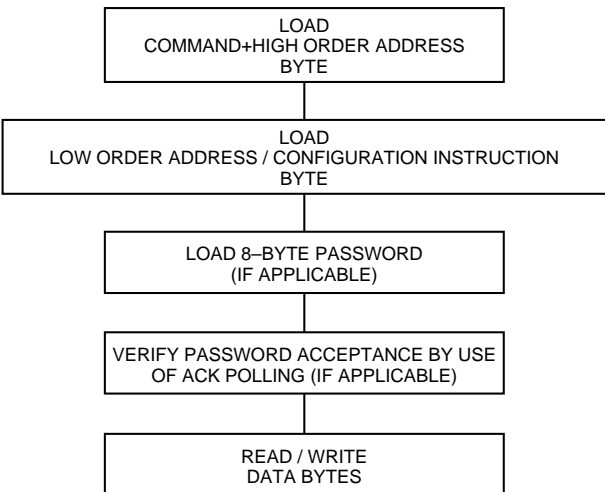 LOAD
COMMAND+HIGH ORDER ADDRESS
BYTE
LOAD
LOW ORDER ADDRESS / CONFIGURATION INSTRUCTION
BYTE
LOAD 8–BYTE PASSWORD
(IF APPLICABLE)
VERIFY PASSWORD ACCEPTANCE BY USE
OF ACK POLLING (IF APPLICABLE)
READ / WRITE
DATA BYTES